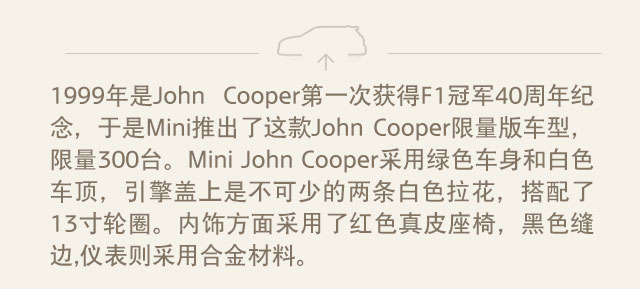 1999年是John Cooper第一次获得F1冠军40周年纪
念，于是Mini推出了这款John Cooper限量版车型，
限量300台。Mini John Cooper采用绿色车身和白色
车顶，引擎盖上是不可少的两条白色拉花，搭配了
13寸轮圈。内饰方面采用了红色真皮座椅，黑色缝
边,仪表则采用合金材料。